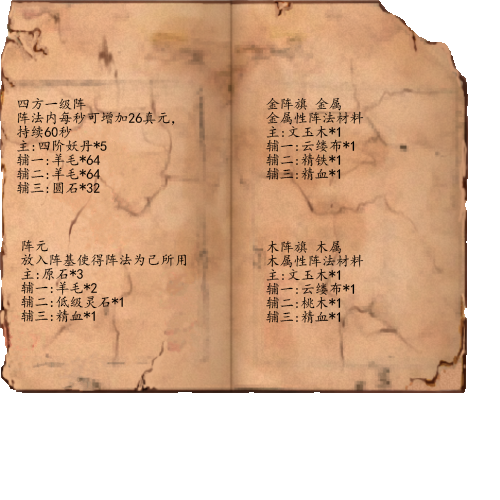 四方一级阵
阵法内每秒可增加26真元，
持续60秒
主:四阶妖丹*5
辅一:羊毛*64
辅二:羊毛*64
辅三:圆石*32
阵元
放入阵基使得阵法为己所用
主:原石*3
辅一:羊毛*2
辅二:低级灵石*1
辅三:精血*1
金阵旗 金属
金属性阵法材料
主:文玉木*1
辅一:云缕布*1
辅二:精铁*1
辅三:精血*1
木阵旗 木属
木属性阵法材料
主:文玉木*1
辅一:云缕布*1
辅二:桃木*1
辅三:精血*1